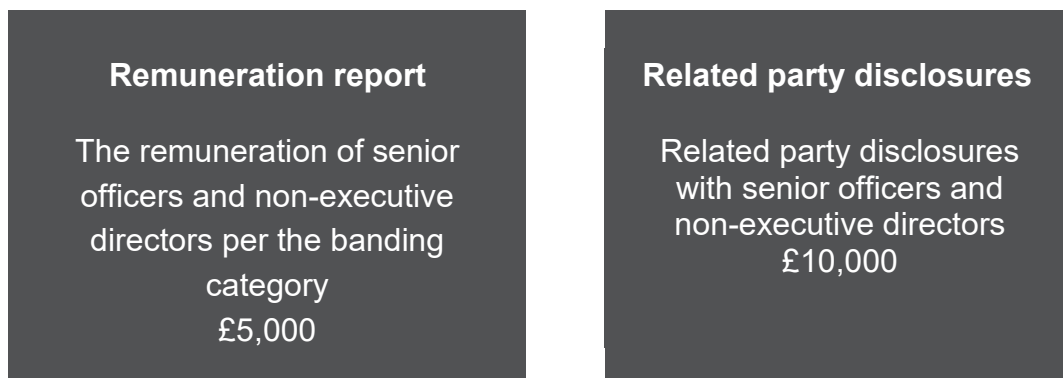 Remuneration report
The remuneration of senior
officers and non-executive
directors per the banding
category
£5,000
Related party disclosures
Related party disclosures
with senior officers and
non-executive directors
£10,000